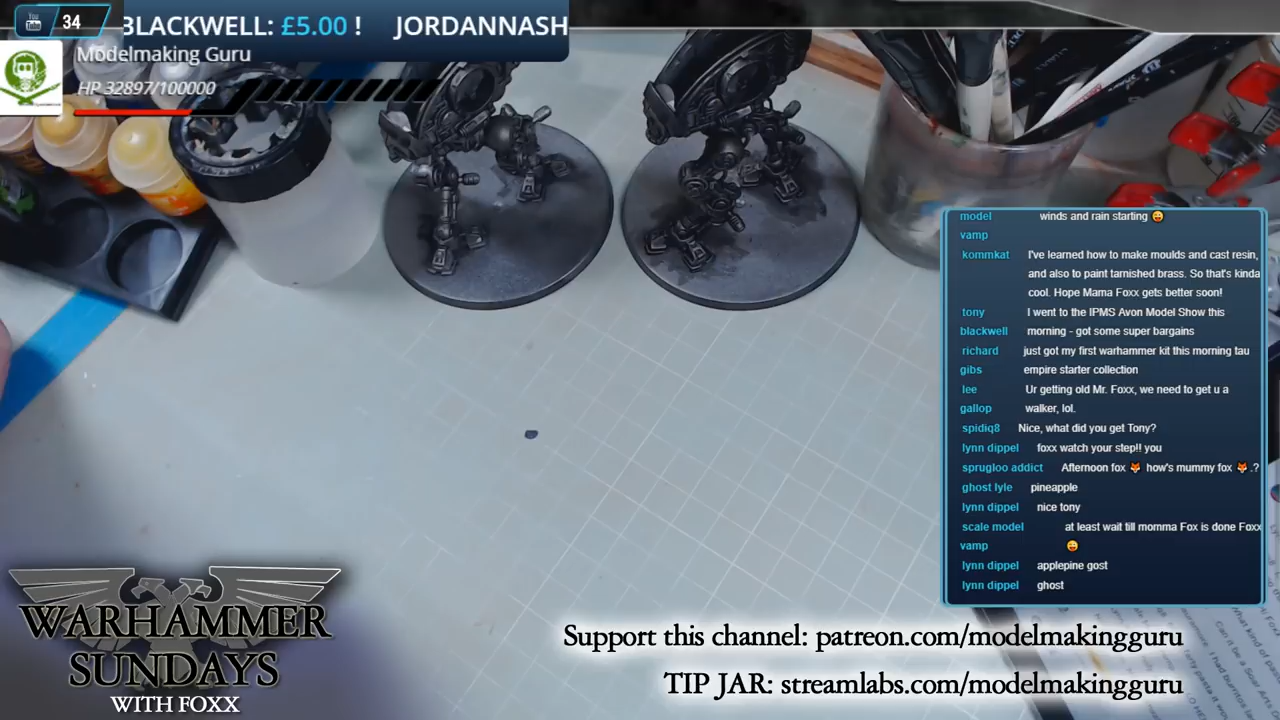 34
BLACKWELL: £5.00 ! JORDANNASH
Modelmaking Guru
HP 32897/100000
model winds and rain starting 😜
vamp
kommkat I've learned how to make moulds and cast resin,
and also to paint tarnished brass. So that's kinda
cool. Hope Mama Foxx gets better soon!
tony I went to the IPMS Avon Model Show this
blackwell morning - got some super bargains
richard just got my first warhammer kit this morning tau
gibs empire starter collection
lee Ur getting old Mr. Foxx, we need to get u a
gallop walker, lol.
spidiq8 Nice, what did you get Tony?
lynn dippel foxx watch your step!! you
sprugloo addict Afternoon fox 🦊 how's mummy fox 🦊.?
ghost lyle pineapple
lynn dippel nice tony
scale model at least wait till momma Fox is done Foxx
vamp 😜
lynn dippel applepine gost
lynn dippel ghost
WARHAMMER
SUNDAYS
WITH FOXX
Support this channel: patreon.com/modelmakingguru
TIP JAR: streamlabs.com/modelmakingguru